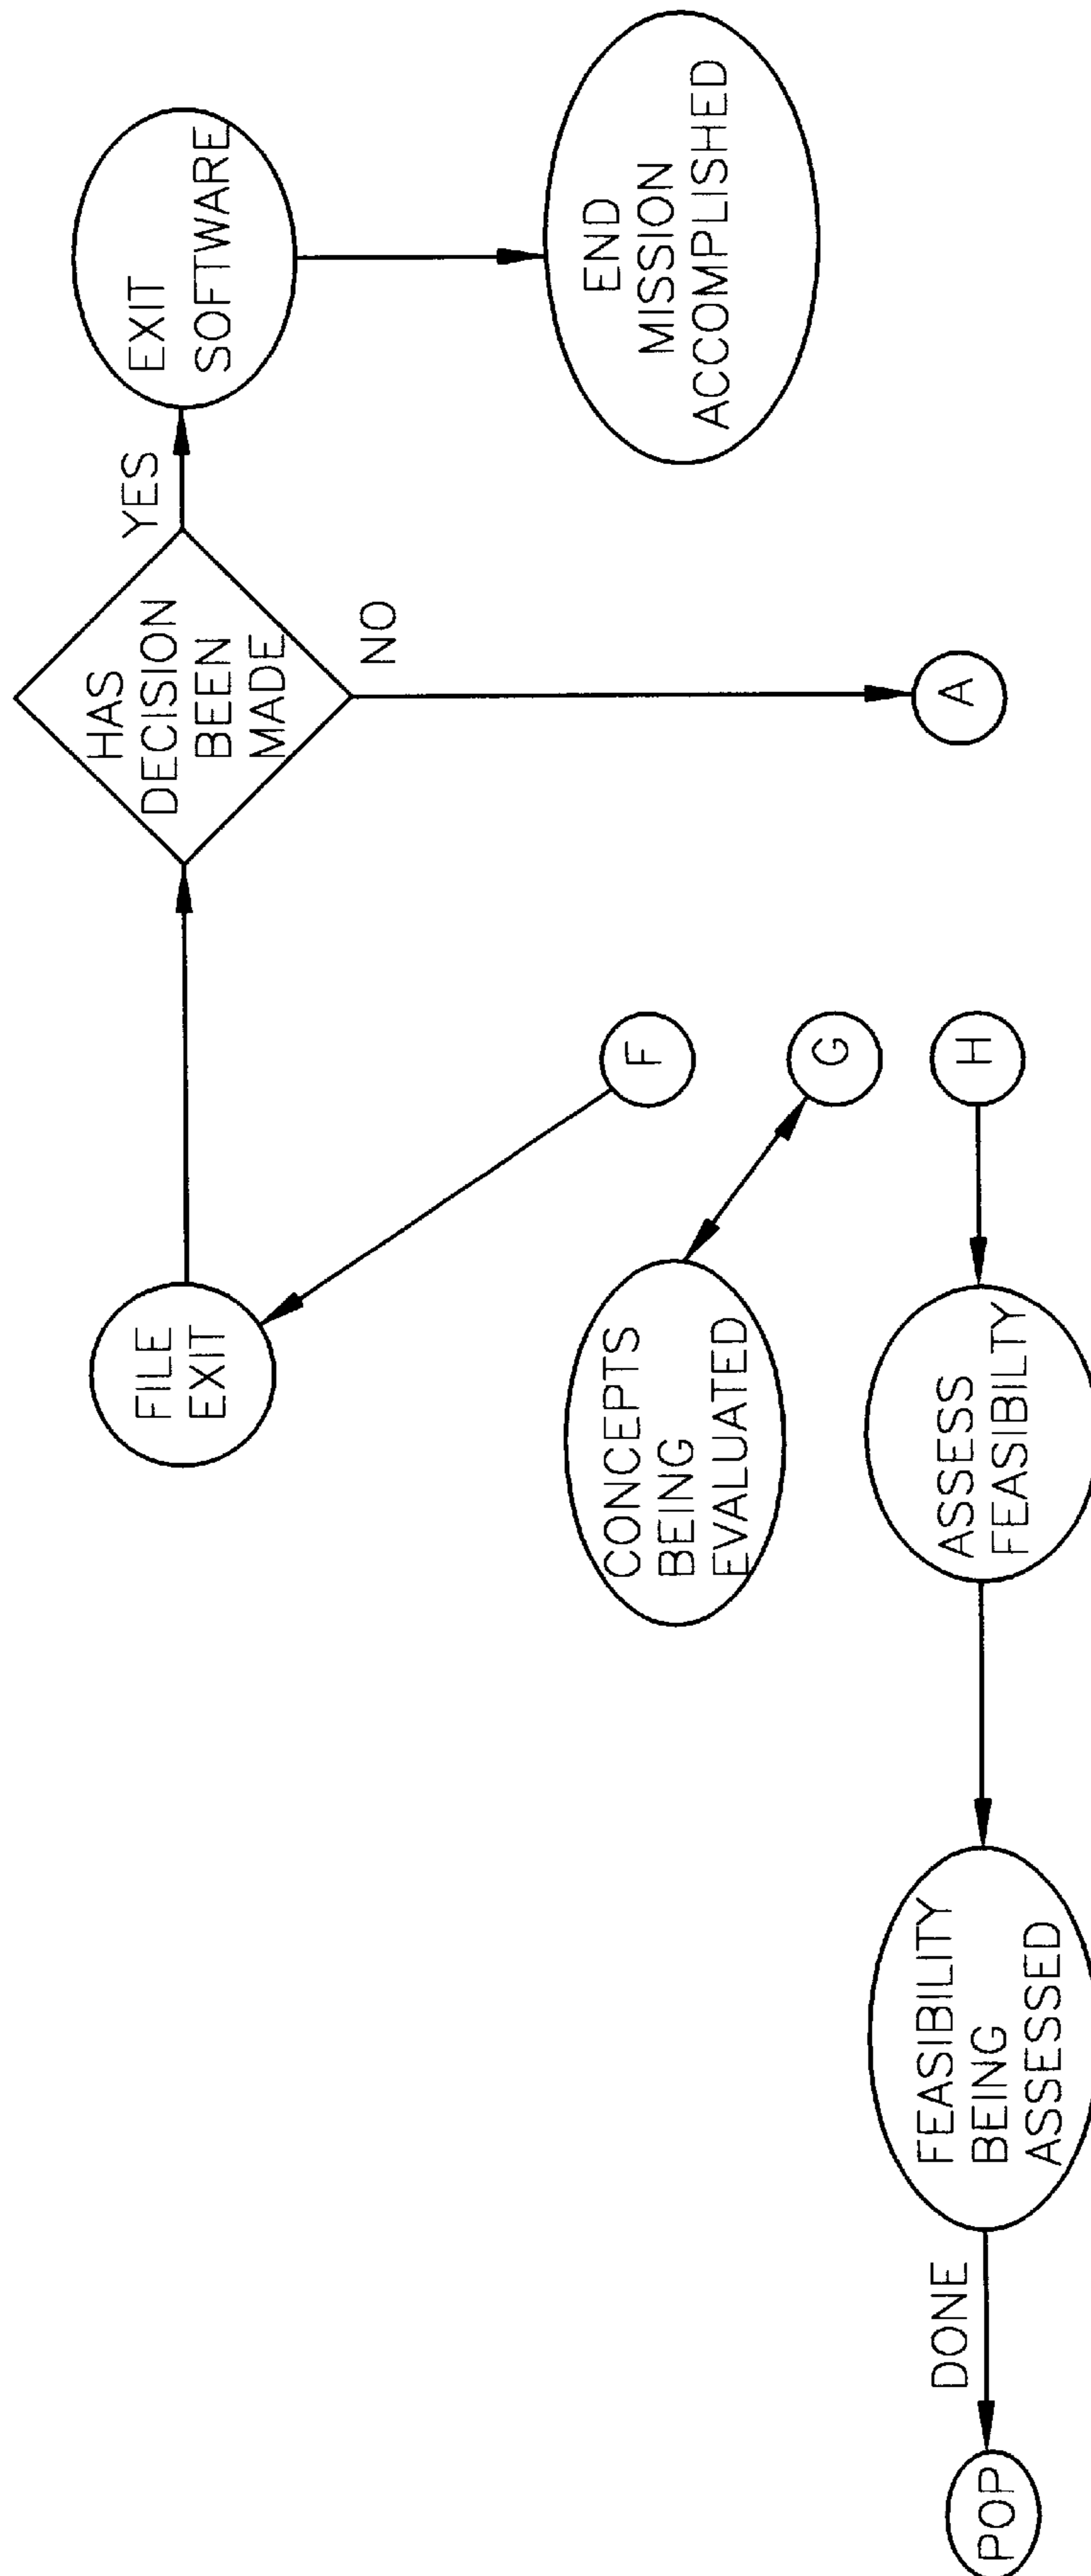 FILE
EXIT
HAS
DECISION
BEEN
MADE
YES
NO
EXIT
SOFTWARE
END
MISSION
ACCOMPLISHED
A
F
G
H
CONCEPTS
BEING
EVALUATED
ASSESS
FEASIBILTY
FEASIBILITY
BEING
ASSESSED
DONE
POP